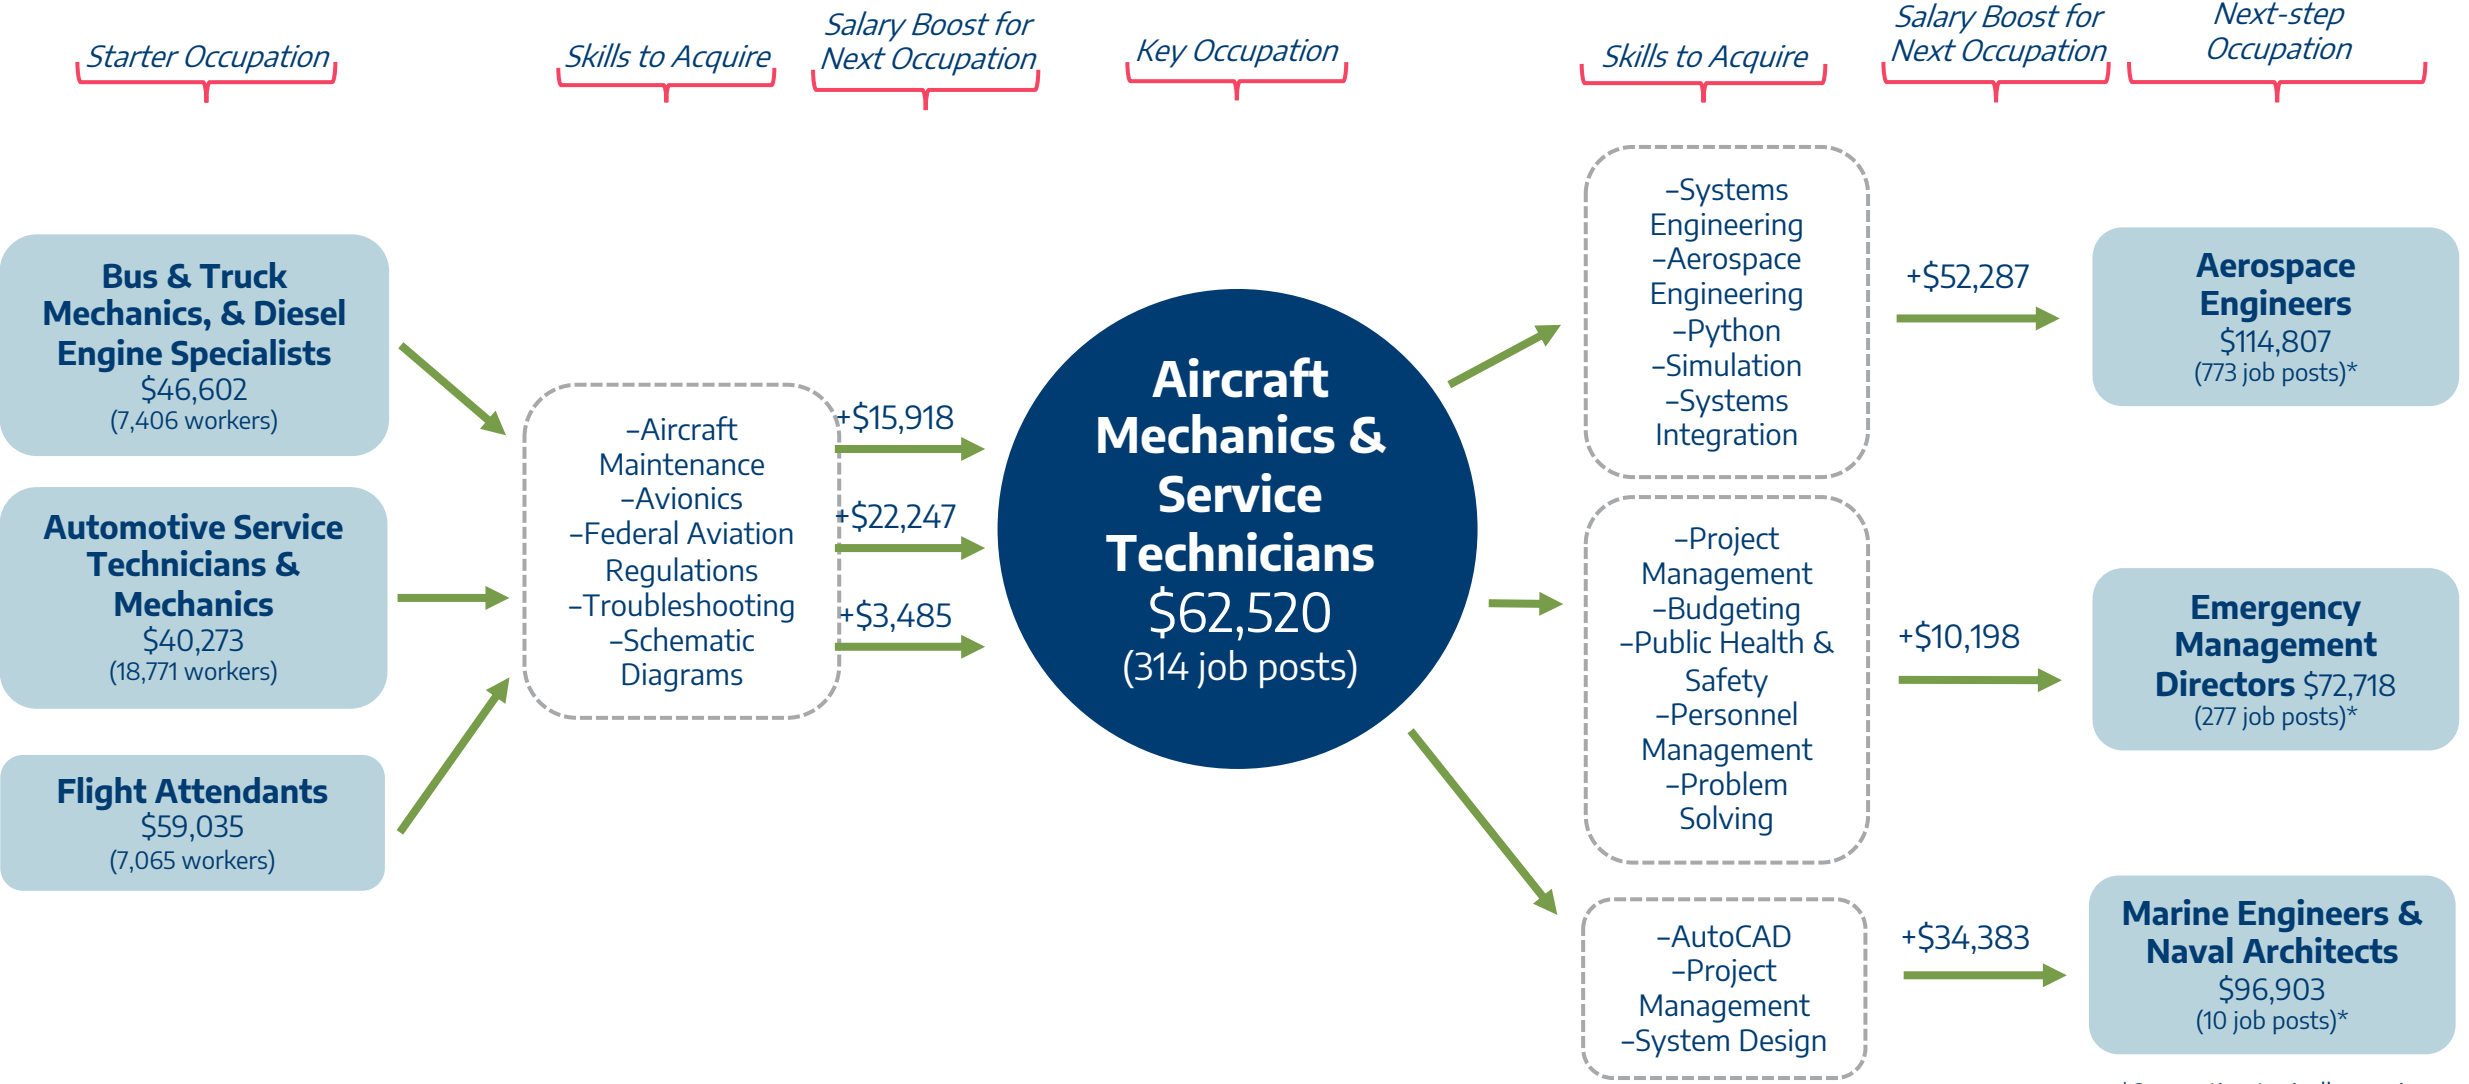 Starter Occupation
Skills to Acquire
Salary Boost for
Next Occupation
Key Occupation
Skills to Acquire
Salary Boost for
Next Occupation
Next-step
Occupation
Bus & Truck
Mechanics, & Diesel
Engine Specialists
$46,602
(7,406 workers)
Automotive Service
Technicians &
Mechanics
$40,273
(18,771 workers)
Flight Attendants
$59,035
(7,065 workers)
–Aircraft
Maintenance
–Avionics
–Federal Aviation
Regulations
–Troubleshooting
–Schematic
Diagrams
+$15,918
+$22,247
+$3,485
Aircraft
Mechanics &
Service
Technicians
$62,520
(314 job posts)
–Systems
Engineering
–Aerospace
Engineering
–Python
–Simulation
–Systems
Integration
+$52,287
Aerospace
Engineers
$114,807
(773 job posts)*
–Project
Management
–Budgeting
–Public Health &
Safety
–Personnel
Management
–Problem
Solving
+$10,198
Emergency
Management
Directors $72,718
(277 job posts)*
–AutoCAD
–Project
Management
–System Design
+$34,383
Marine Engineers &
Naval Architects
$96,903
(10 job posts)*